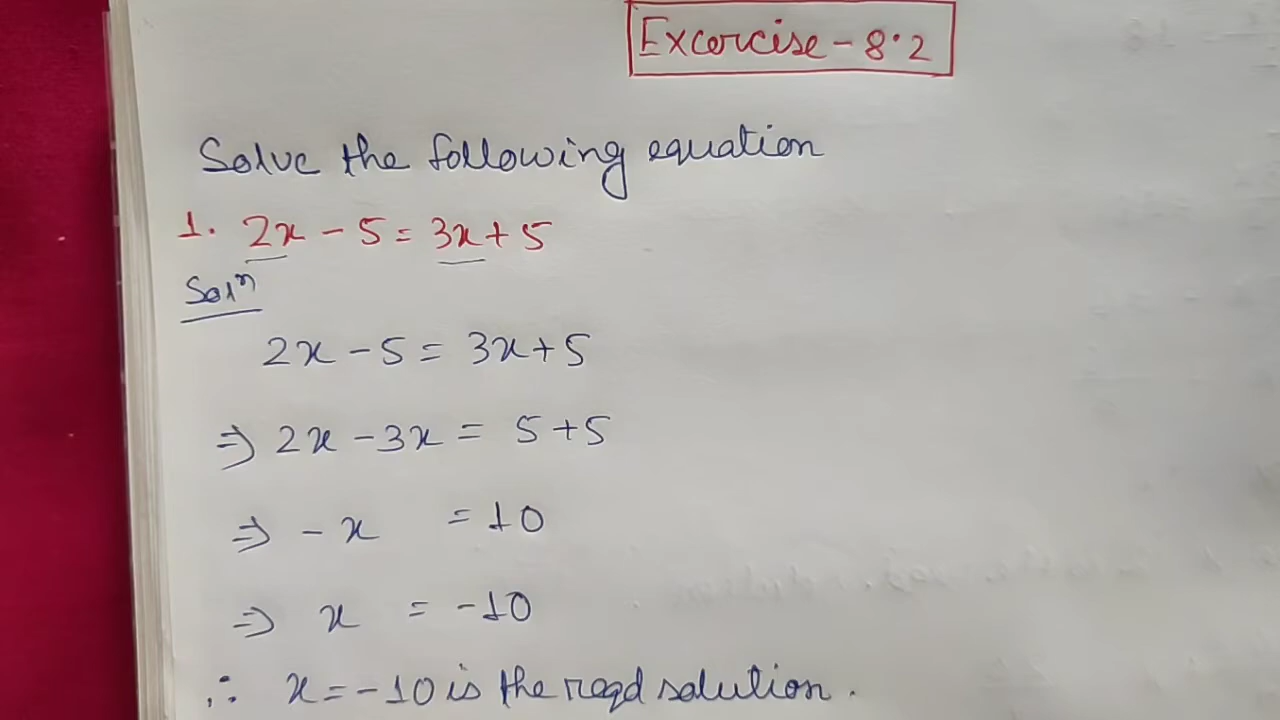 Excercise - 8.2
Solve the following equation
1. 2x - 5 = 3x + 5
Solⁿ
2x - 5 = 3x + 5
⇒ 2x - 3x = 5 + 5
⇒ - x = 10
⇒ x = -10
∴ x = -10 is the reqd solution.